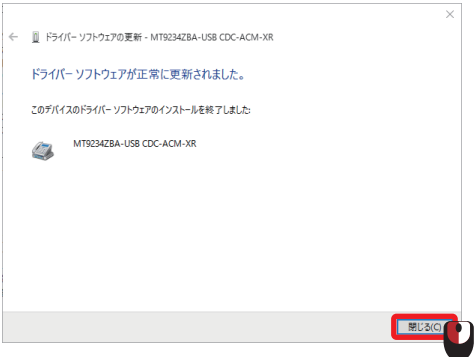 ドライバー ソフトウェアの更新 - MT9234ZBA-USB CDC-ACM-XR
ドライバー ソフトウェアが正常に更新されました。
このデバイスのドライバー ソフトウェアのインストールを終了しました:
MT9234ZBA-USB CDC-ACM-XR
閉じる(C)